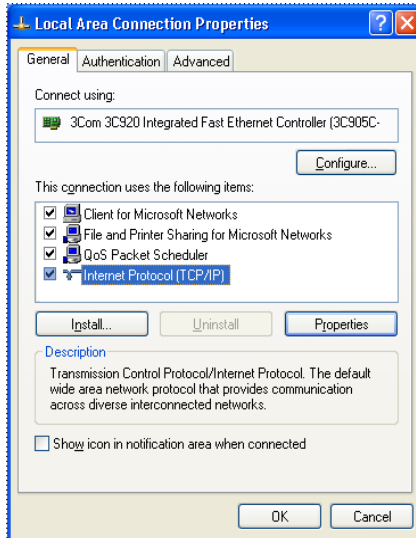 Local Area Connection Properties
General Authentication Advanced
Connect using:
3Com 3C920 Integrated Fast Ethernet Controller (3C905C-
Configure...
This connection uses the following items:
Client for Microsoft Networks
File and Printer Sharing for Microsoft Networks
QoS Packet Scheduler
Internet Protocol (TCP/IP)
Install... Uninstall Properties
Description
Transmission Control Protocol/Internet Protocol. The default
wide area network protocol that provides communication
across diverse interconnected networks.
Show icon in notification area when connected
OK Cancel